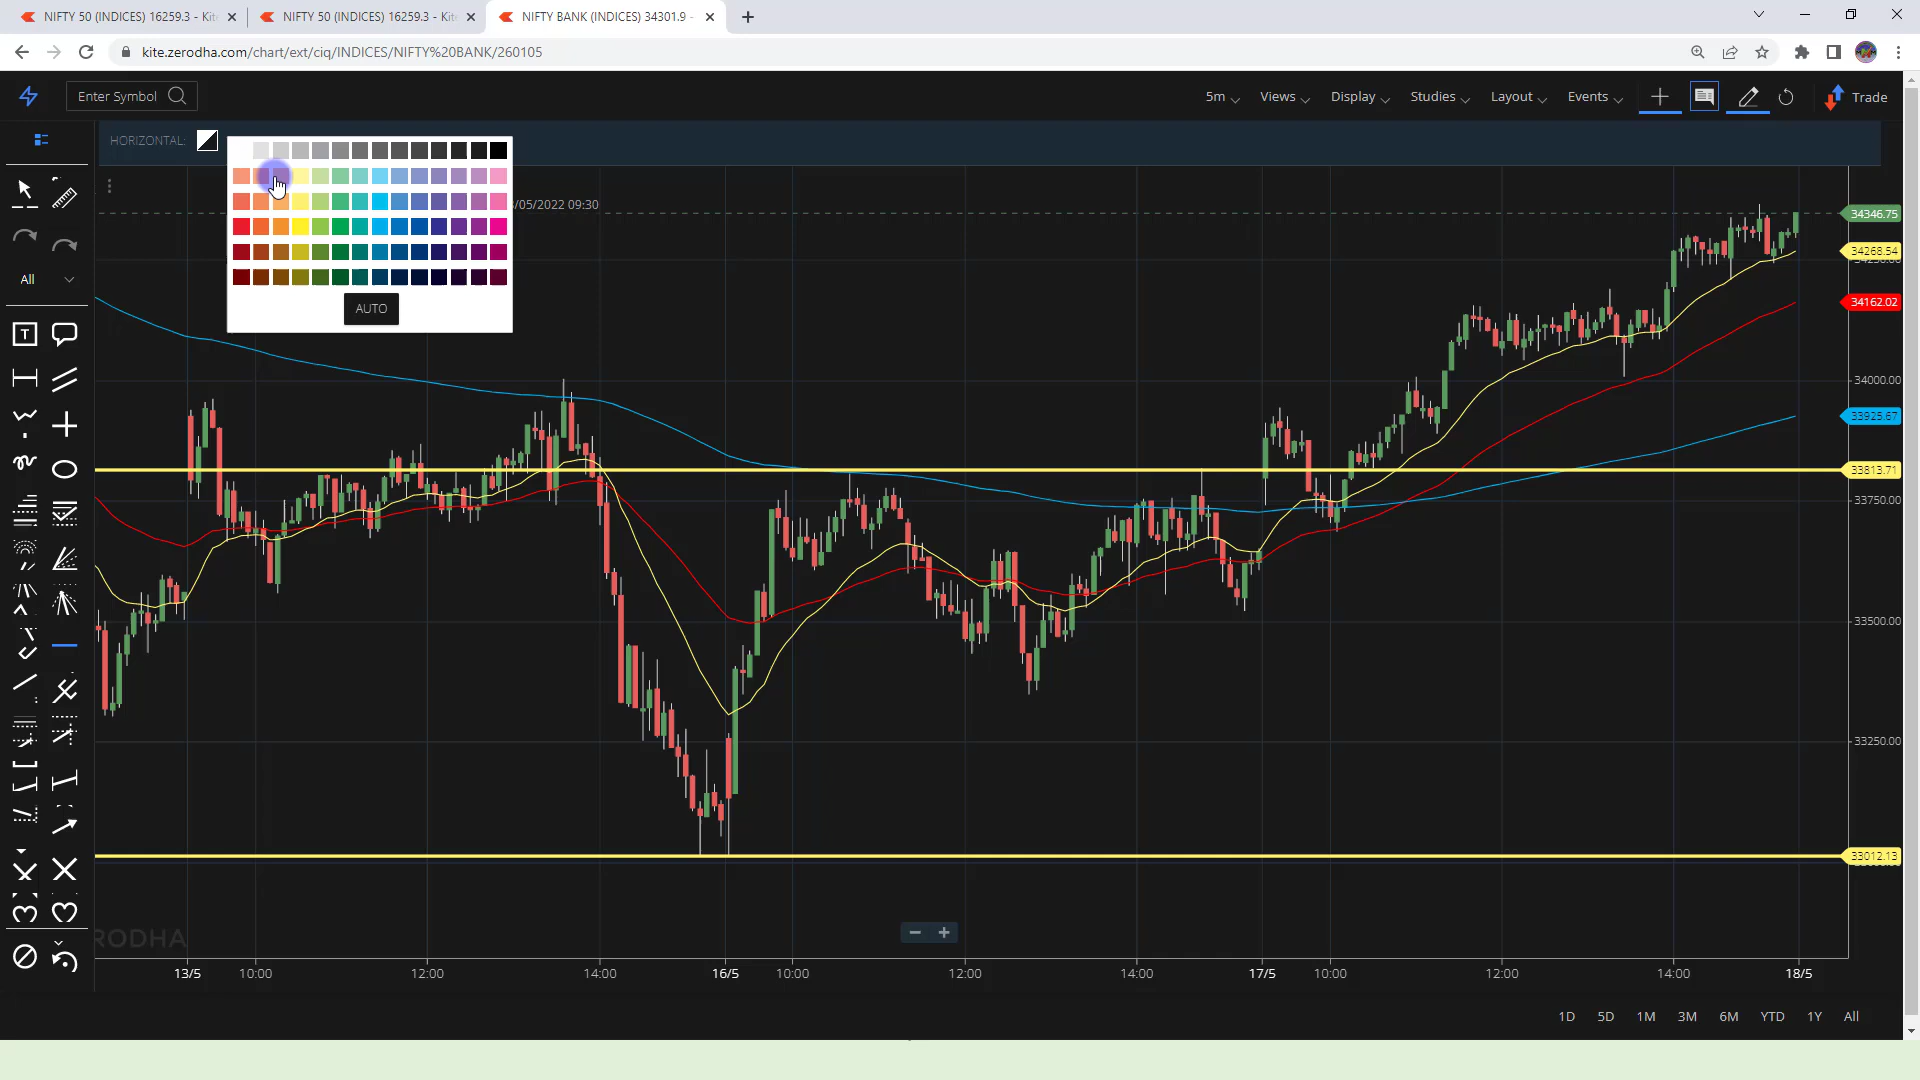 NIFTY 50 (INDICES) 16259.3 - Kite
NIFTY 50 (INDICES) 16259.3 - Kite
NIFTY BANK (INDICES) 34301.9 -
kite.zerodha.com/chart/ext/ciq/INDICES/NIFTY%20BANK/260105
Enter Symbol
5m
Views
Display
Studies
Layout
Events
Trade
HORIZONTAL:
/05/2022 09:30
All
T
34346.75
34268.54
34162.02
34000.00
33925.67
33813.71
33750.00
33500.00
33250.00
33012.13
AUTO
RODHA
13/5 10:00 12:00 14:00 16/5 10:00 12:00 14:00 17/5 10:00 12:00 14:00 18/5
1D 5D 1M 3M 6M YTD 1Y All